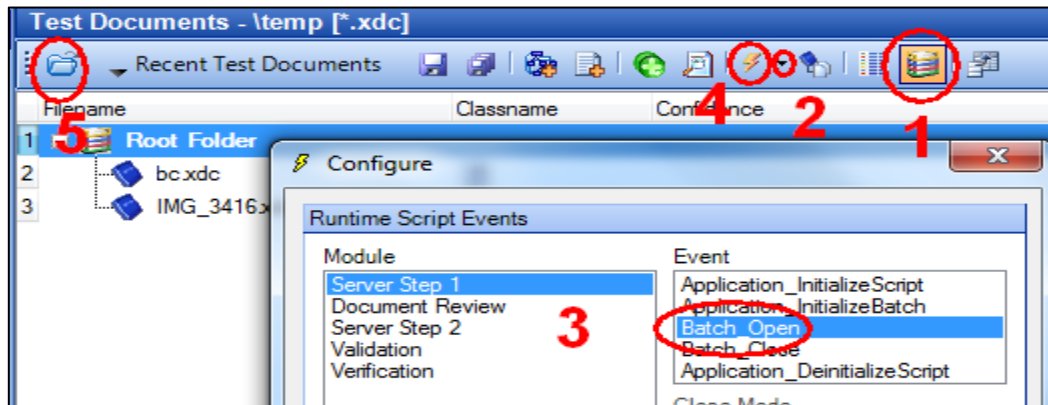 Test Documents - \temp [*.xdc]
Recent Test Documents
Filename Classname Confidence
4 2 1
5
1 Root Folder
2 bc.xdc
3 IMG_3416.x
Configure
Runtime Script Events
Module Event
Server Step 1 Application_InitializeScript
Document Review Application_InitializeBatch
Server Step 2 3 Batch_Open
Validation Batch_Close
Verification Application_DeinitializeScript
Close Mode